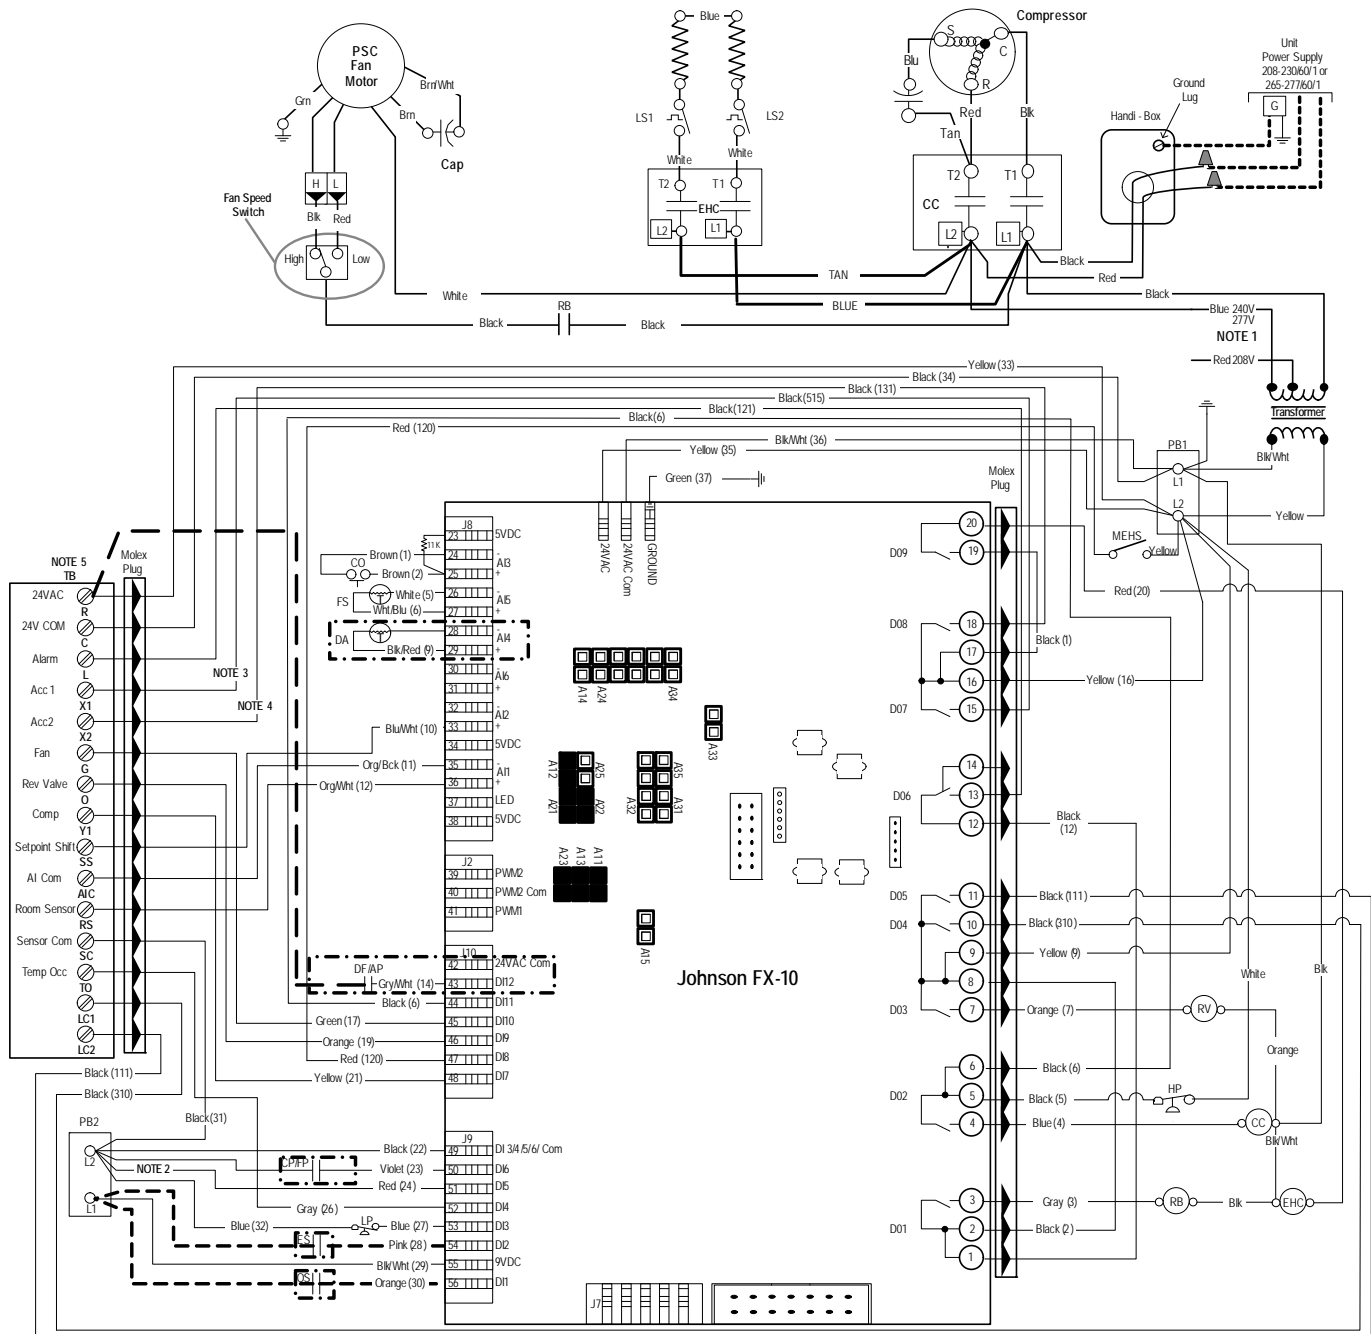 PSC
Fan
Motor
Grn
Brn/Wht
Brn
Cap
H L
Fan Speed
Switch
Blk Red
High Low
Blue
LS1 LS2
White White
T2 T1
EHC
L2 L1
TAN
BLUE
White
RB
Black Black
Compressor
S
C
R
Blu
Red Blk
Tan
T2 T1
CC
L2 L1
Black
Red
Black
Unit
Power Supply
208-230/60/1 or
265-277/60/1
Ground
Lug
G
Handi - Box
Blue 240V
277V
NOTE 1
Red 208V
Transformer
Blk/Wht
Yellow
PB1
L1
L2
MEHS
Yellow
Yellow (33)
Black (34)
Black (131)
Black(515)
Black(121)
Black(6)
Red (120)
Blk/Wht (36)
Yellow (35)
Green (37)
24VAC
24VAC Com
GROUND
Molex
Plug
NOTE 5
TB
Molex
Plug
24VAC
R
24V COM
C
Alarm
L
Acc 1
X1
Acc2
X2
Fan
G
Rev Valve
O
Comp
Y1
Setpoint Shift
SS
AI Com
AIC
Room Sensor
RS
Sensor Com
SC
Temp Occ
TO
LC1
LC2
NOTE 3
NOTE 4
Black (111)
Black (310)
Black(31)
PB2
L2
L1
NOTE 2
J8
23 5VDC
11K
Brown (1) 24 -
CO AI3
Brown (2) 25 +
White (5) 26 -
FS AI5
Wht/Blu (6) 27 +
28 -
DA AI4
Blk/Red (9) 29 +
30 -
AI6
31 +
32 -
AI2
Blu/Wht (10) 33 +
34 5VDC
Org/Bck (11) 35 -
AI1
Org/Wht (12) 36 +
37 LED
38 5VDC
J2
39 PWM2
40 PWM2 Com
41 PWM1
J10
42 24VAC Com
DF/AP
Gry/Wht (14) 43 DI12
Black (6) 44 DI11
Green (17) 45 DI10
Orange (19) 46 DI9
Red (120) 47 DI8
Yellow (21) 48 DI7
J9
Black (22) 49 DI 3/4/5/6/ Com
CP/FP Violet (23) 50 DI6
Red (24) 51 DI5
Gray (26) 52 DI4
Blue (32) LP Blue (27) 53 DI3
ES Pink (28) 54 DI2
Blk/Wht (29) 55 9VDC
OS Orange (30) 56 DI1
A14 A24 A34
A33
A12 A25 A35
A21 A22 A32 A31
A23 A13 A11
A15
Johnson FX-10
J7
20
D09 19
D08 18
17
16
D07 15
14
D06 13
12
D05 11
D04 10
9
8
D03 7
6
D02 5
4
3
D01 2
1
Red(20)
Black (1)
Yellow (16)
Black
(12)
Black (111)
Black (310)
Yellow (9)
White
Blk
Orange (7) RV
Orange
Black (6)
Black (5) HP
Blue (4) CC
Blk/Wht
Gray (3) RB Blk EHC
Black (2)